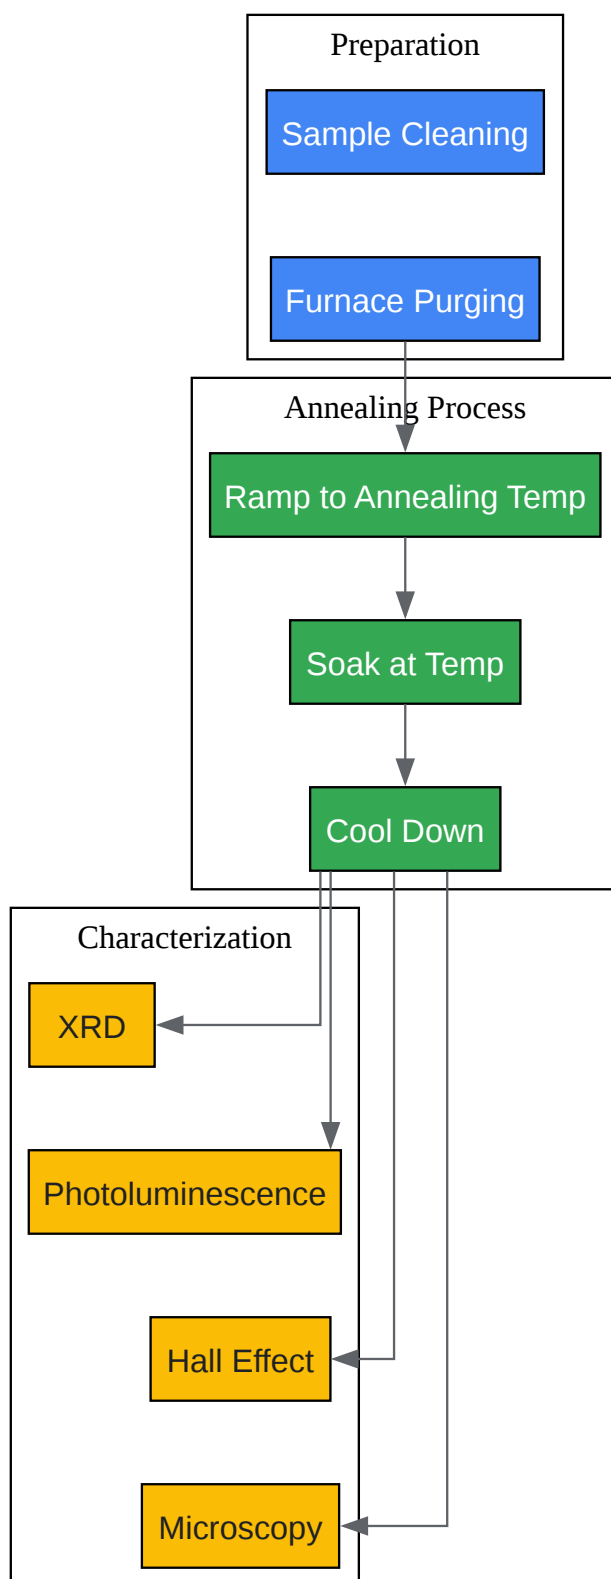 Preparation
Sample Cleaning
Furnace Purging
Annealing Process
Ramp to Annealing Temp
Soak at Temp
Cool Down
Characterization
XRD
Photoluminescence
Hall Effect
Microscopy